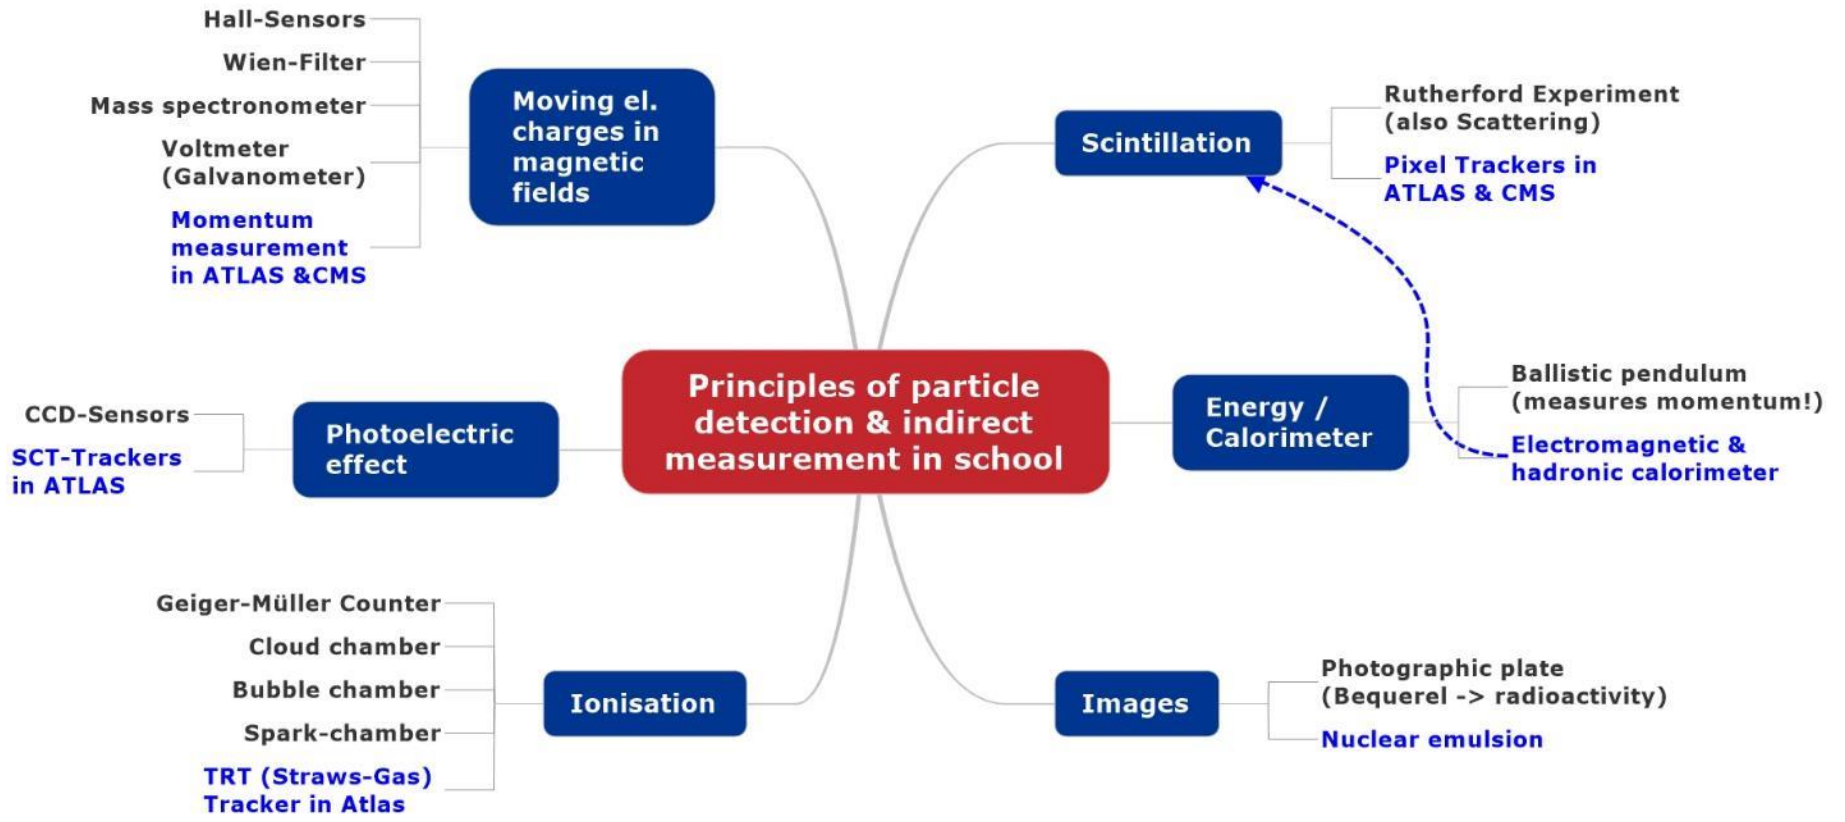 Hall-Sensors
Wien-Filter
Mass spectronometer
Voltmeter
(Galvanometer)
Momentum
measurement
in ATLAS &CMS
Moving el.
charges in
magnetic
fields
Scintillation
Rutherford Experiment
(also Scattering)
Pixel Trackers in
ATLAS & CMS
CCD-Sensors
SCT-Trackers
in ATLAS
Photoelectric
effect
Principles of particle
detection & indirect
measurement in school
Energy /
Calorimeter
Ballistic pendulum
(measures momentum!)
Electromagnetic &
hadronic calorimeter
Geiger-Müller Counter
Cloud chamber
Bubble chamber
Spark-chamber
TRT (Straws-Gas)
Tracker in Atlas
Ionisation
Images
Photographic plate
(Bequerel -> radioactivity)
Nuclear emulsion